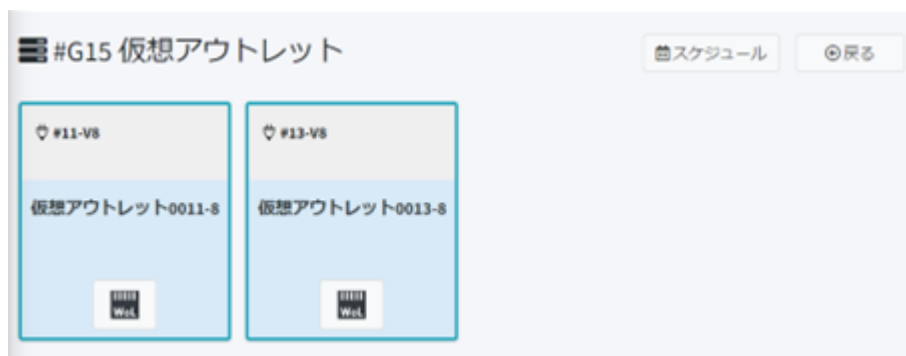 #G15 仮想アウトレット
スケジュール
戻る
#11-V8
#13-V8
仮想アウトレット0011-8
仮想アウトレット0013-8
WoL
WoL